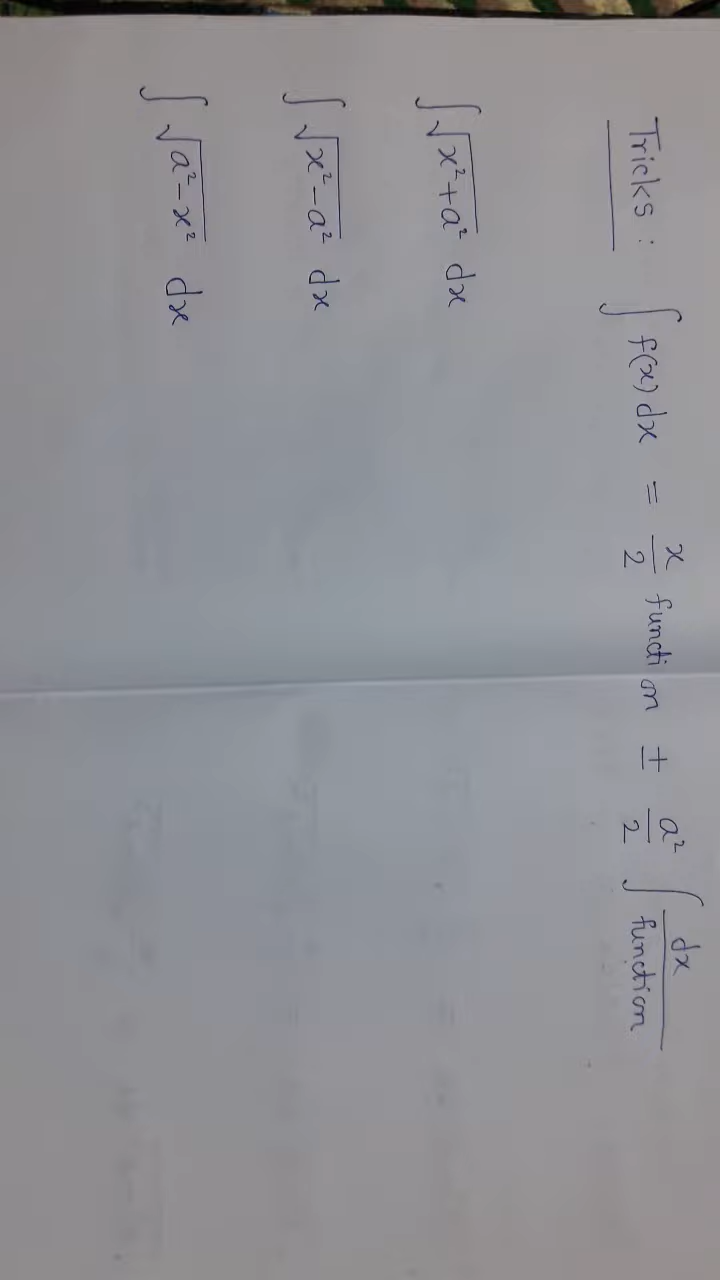 Tricks : ∫ f(x) dx = x/2 function ± a²/2 ∫ dx/function
∫ √(x²+a²) dx
∫ √(x²-a²) dx
∫ √(a²-x²) dx